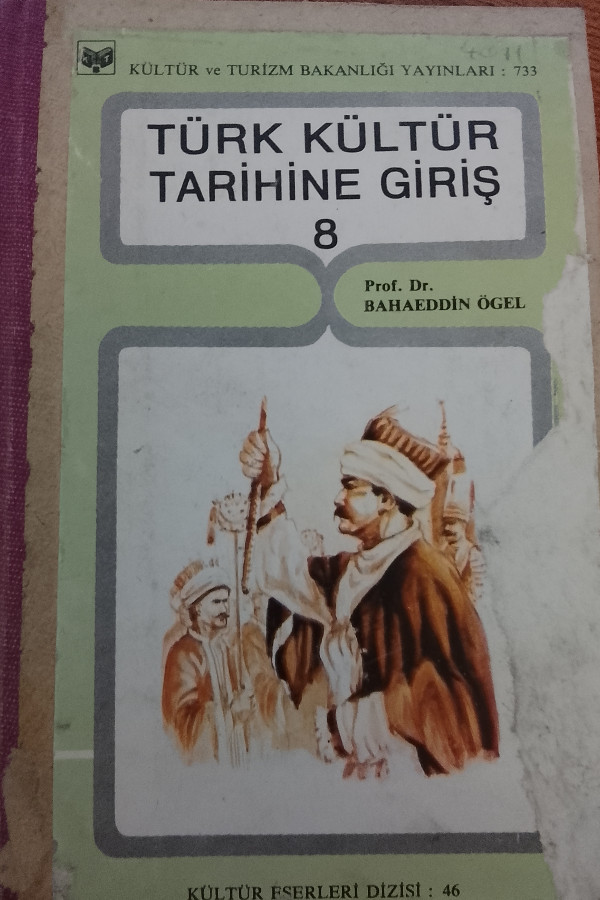 KÜLTÜR ve TURİZM BAKANLIĞI YAYINLARI : 733
TÜRK KÜLTÜR
TARİHİNE GİRİŞ
8
Prof. Dr.
BAHAEDDİN ÖGEL
KÜLTÜR ESERLERİ DİZİSİ : 46